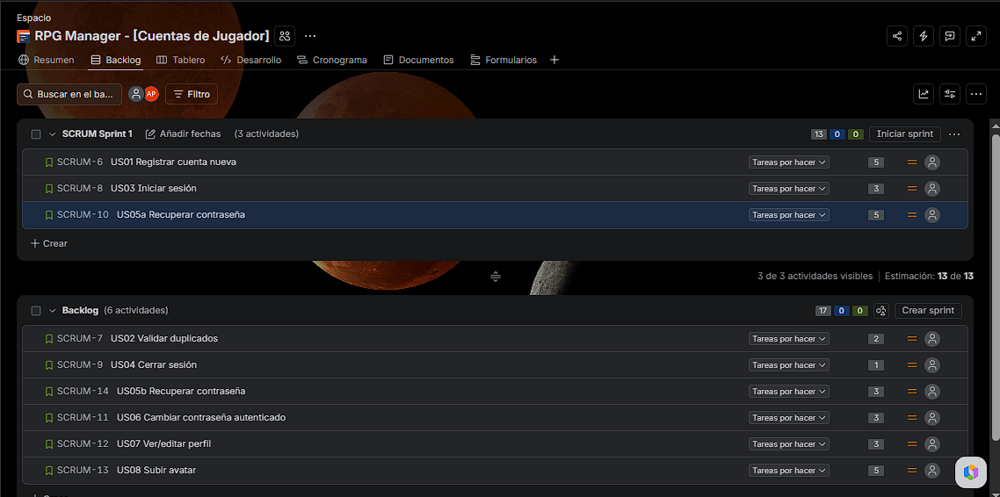 Espacio
RPG Manager - [Cuentas de Jugador]
Resumen Backlog Tablero Desarrollo Cronograma Documentos Formularios
Buscar en el ba... AP Filtro
SCRUM Sprint 1 Añadir fechas (3 actividades) 13 0 0 Iniciar sprint
SCRUM-6 US01 Registrar cuenta nueva Tareas por hacer 5
SCRUM-8 US03 Iniciar sesión Tareas por hacer 3
SCRUM-10 US05a Recuperar contraseña Tareas por hacer 5
Crear
3 de 3 actividades visibles Estimación: 13 de 13
Backlog (6 actividades) 17 0 0 Crear sprint
SCRUM-7 US02 Validar duplicados Tareas por hacer 2
SCRUM-9 US04 Cerrar sesión Tareas por hacer 1
SCRUM-14 US05b Recuperar contraseña Tareas por hacer 3
SCRUM-11 US06 Cambiar contraseña autenticado Tareas por hacer 3
SCRUM-12 US07 Ver/editar perfil Tareas por hacer 3
SCRUM-13 US08 Subir avatar Tareas por hacer 5